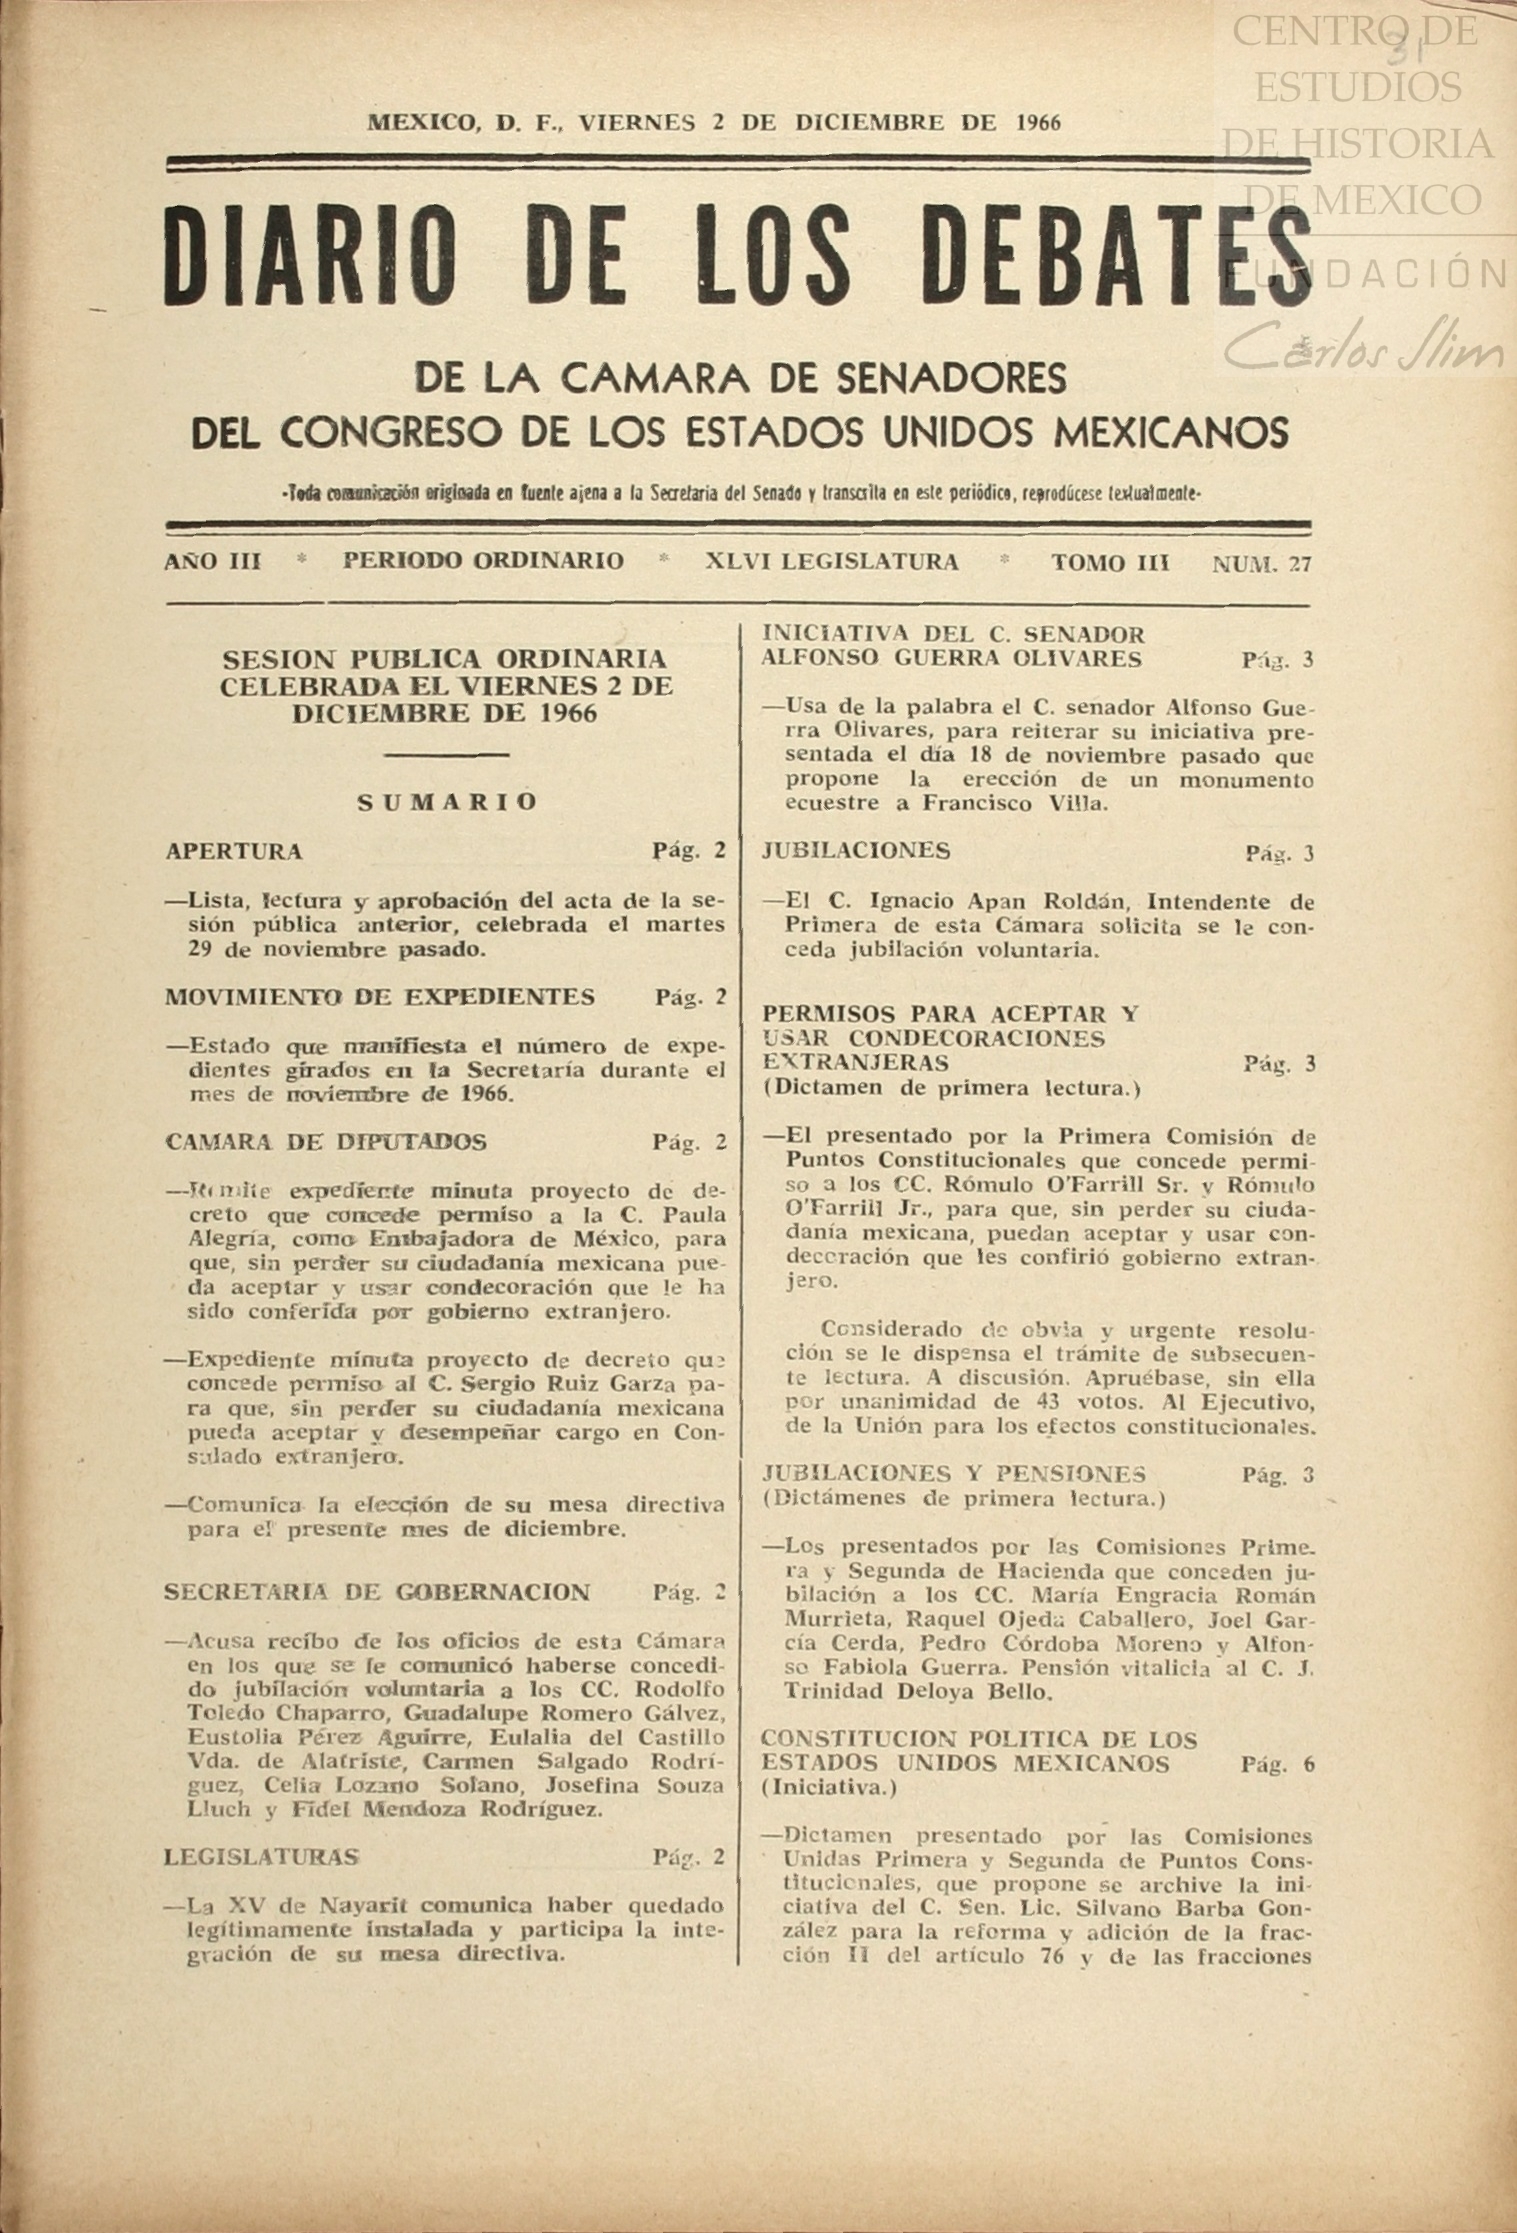 CENTRO DE
ESTUDIOS
DE HISTORIA
DE MEXICO
FUNDACIÓN
Carlos Slim
31
MEXICO, D. F., VIERNES 2 DE DICIEMBRE DE 1966
DIARIO DE LOS DEBATES
DE LA CAMARA DE SENADORES
DEL CONGRESO DE LOS ESTADOS UNIDOS MEXICANOS
-Toda comunicación originada en fuente ajena a la Secretaria del Senado y transcrita en este periódico, reprodúcese textualmente-
AÑO III * PERIODO ORDINARIO * XLVI LEGISLATURA * TOMO III NUM. 27
SESION PUBLICA ORDINARIA
CELEBRADA EL VIERNES 2 DE
DICIEMBRE DE 1966
SUMARIO
APERTURA Pág. 2
—Lista, lectura y aprobación del acta de la se-
sión pública anterior, celebrada el martes
29 de noviembre pasado.
MOVIMIENTO DE EXPEDIENTES Pág. 2
—Estado que manifiesta el número de expe-
dientes girados en la Secretaría durante el
mes de noviembre de 1966.
CAMARA DE DIPUTADOS Pág. 2
—Remite expediente minuta proyecto de de-
creto que concede permiso a la C. Paula
Alegría, como Embajadora de México, para
que, sin perder su ciudadanía mexicana pue-
da aceptar y usar condecoración que le ha
sido conferida por gobierno extranjero.
—Expediente minuta proyecto de decreto que
concede permiso al C. Sergio Ruiz Garza pa-
ra que, sin perder su ciudadanía mexicana
pueda aceptar y desempeñar cargo en Con-
sulado extranjero.
—Comunica la elección de su mesa directiva
para el presente mes de diciembre.
SECRETARIA DE GOBERNACION Pág. 2
—Acusa recibo de los oficios de esta Cámara
en los que se le comunicó haberse concedi-
do jubilación voluntaria a los CC. Rodolfo
Toledo Chaparro, Guadalupe Romero Gálvez,
Eustolia Pérez Aguirre, Eulalia del Castillo
Vda. de Alatriste, Carmen Salgado Rodrí-
guez, Celia Lozano Solano, Josefina Souza
Lluch y Fidel Mendoza Rodríguez.
LEGISLATURAS Pág. 2
—La XV de Nayarit comunica haber quedado
legítimamente instalada y participa la inte-
gración de su mesa directiva.
INICIATIVA DEL C. SENADOR
ALFONSO GUERRA OLIVARES Pág. 3
—Usa de la palabra el C. senador Alfonso Gue-
rra Olivares, para reiterar su iniciativa pre-
sentada el día 18 de noviembre pasado que
propone la erección de un monumento
ecuestre a Francisco Villa.
JUBILACIONES Pág. 3
—El C. Ignacio Apan Roldán, Intendente de
Primera de esta Cámara solicita se le con-
ceda jubilación voluntaria.
PERMISOS PARA ACEPTAR Y
USAR CONDECORACIONES
EXTRANJERAS Pág. 3
(Dictamen de primera lectura.)
—El presentado por la Primera Comisión de
Puntos Constitucionales que concede permi-
so a los CC. Rómulo O'Farrill Sr. y Rómulo
O'Farrill Jr., para que, sin perder su ciuda-
danía mexicana, puedan aceptar y usar con-
decoración que les confirió gobierno extran-
jero.
Considerado de obvia y urgente resolu-
ción se le dispensa el trámite de subsecuen-
te lectura. A discusión. Apruébase, sin ella
por unanimidad de 43 votos. Al Ejecutivo,
de la Unión para los efectos constitucionales.
JUBILACIONES Y PENSIONES Pág. 3
(Dictámenes de primera lectura.)
—Los presentados por las Comisiones Prime-
ra y Segunda de Hacienda que conceden ju-
bilación a los CC. María Engracia Román
Murrieta, Raquel Ojeda Caballero, Joel Gar-
cía Cerda, Pedro Córdoba Moreno y Alfon-
so Fabiola Guerra. Pensión vitalicia al C. J.
Trinidad Deloya Bello.
CONSTITUCION POLITICA DE LOS
ESTADOS UNIDOS MEXICANOS Pág. 6
(Iniciativa.)
—Dictamen presentado por las Comisiones
Unidas Primera y Segunda de Puntos Cons-
titucionales, que propone se archive la ini-
ciativa del C. Sen. Lic. Silvano Barba Gon-
zález para la reforma y adición de la frac-
ción II del artículo 76 y de las fracciones